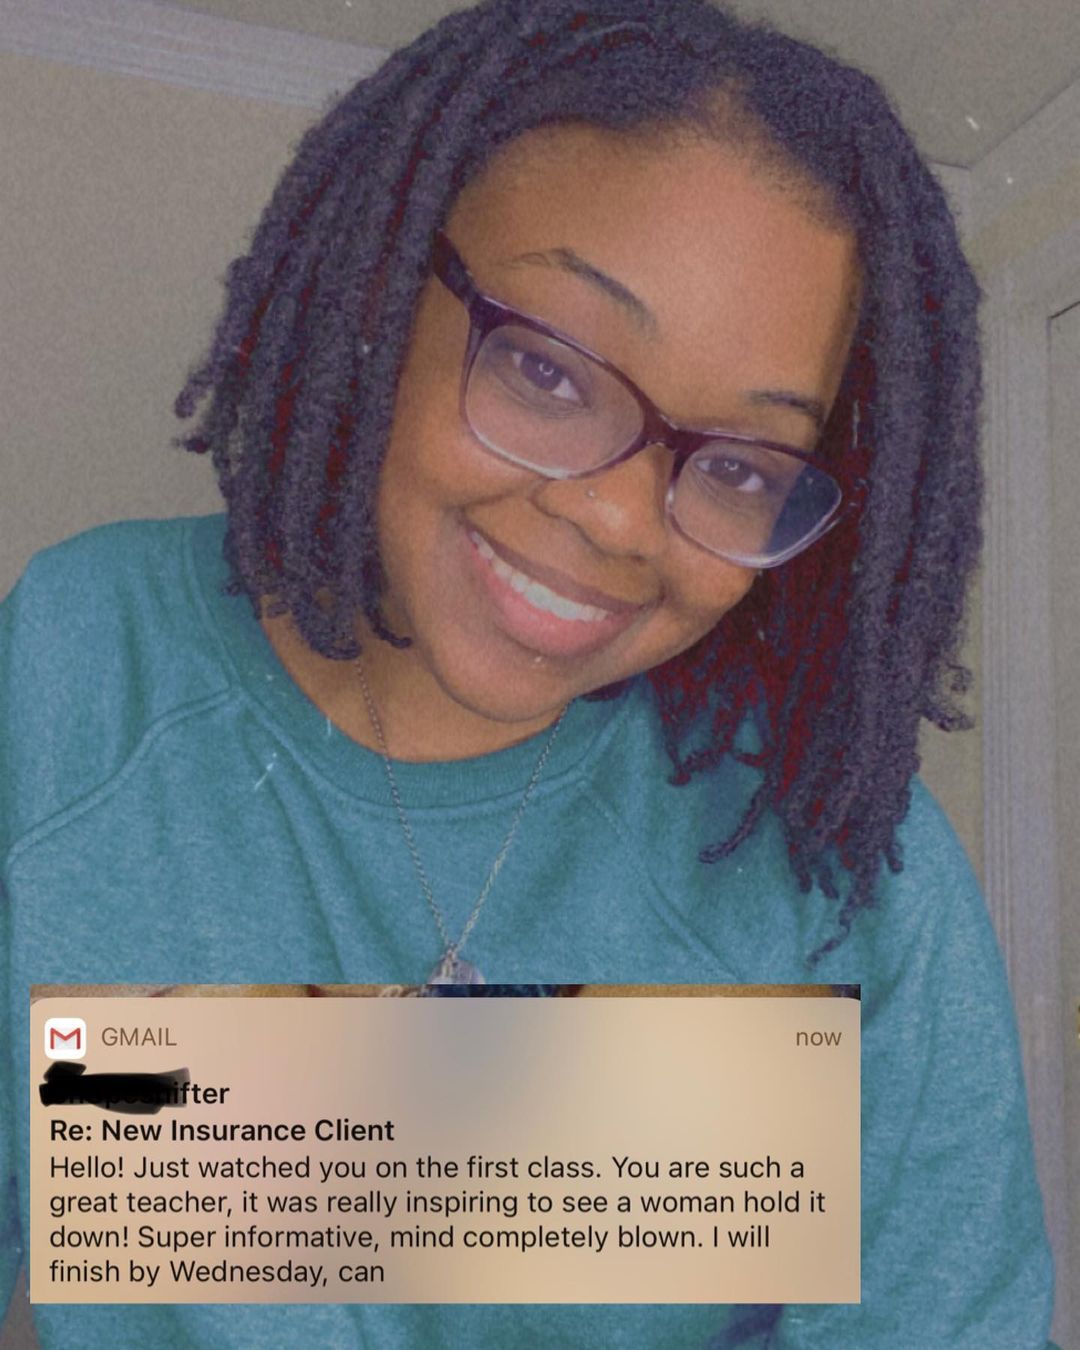 GMAIL
now
Re: New Insurance Client
Hello! Just watched you on the first class. You are such a
great teacher, it was really inspiring to see a woman hold it
down! Super informative, mind completely blown. I will
finish by Wednesday, can